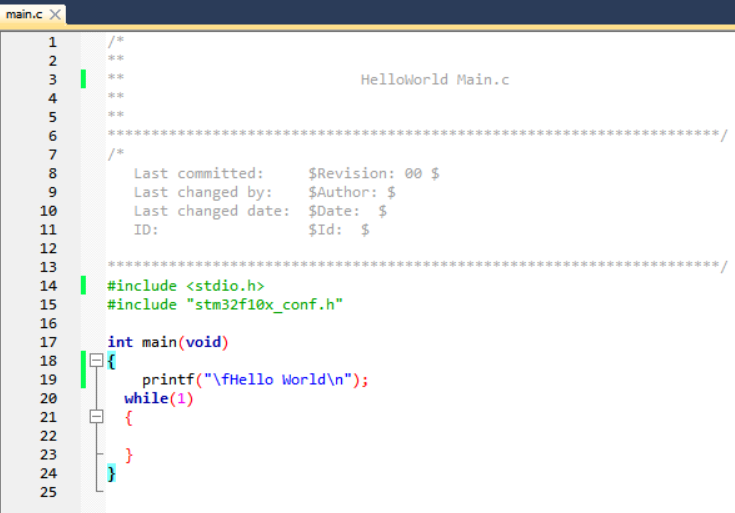 main.c
1 /*
2 **
3 ** HelloWorld Main.c
4 **
5 **
6 **********************************************************************/
7 /*
8 Last committed: $Revision: 00 $
9 Last changed by: $Author: $
10 Last changed date: $Date: $
11 ID: $Id: $
12
13 **********************************************************************/
14 #include <stdio.h>
15 #include "stm32f10x_conf.h"
16
17 int main(void)
18 {
19 printf("\fHello World\n");
20 while(1)
21 {
22
23 }
24 }
25